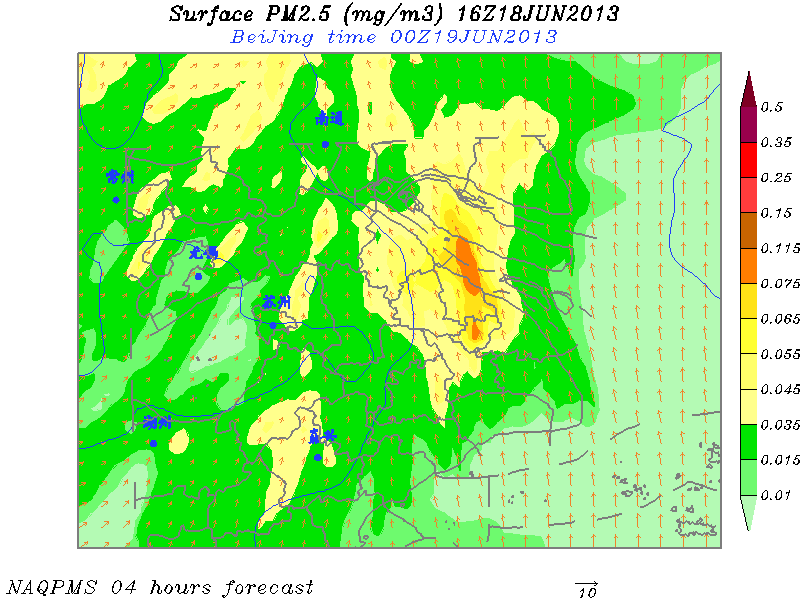 Surface PM2.5 (mg/m3) 16Z18JUN2013
BeiJing time 00Z19JUN2013
南通
常州
无锡
苏州
湖州
嘉兴
0.5
0.35
0.25
0.15
0.115
0.075
0.065
0.045
0.035
0.015
0.01
NAQPMS 04 hours forecast
10